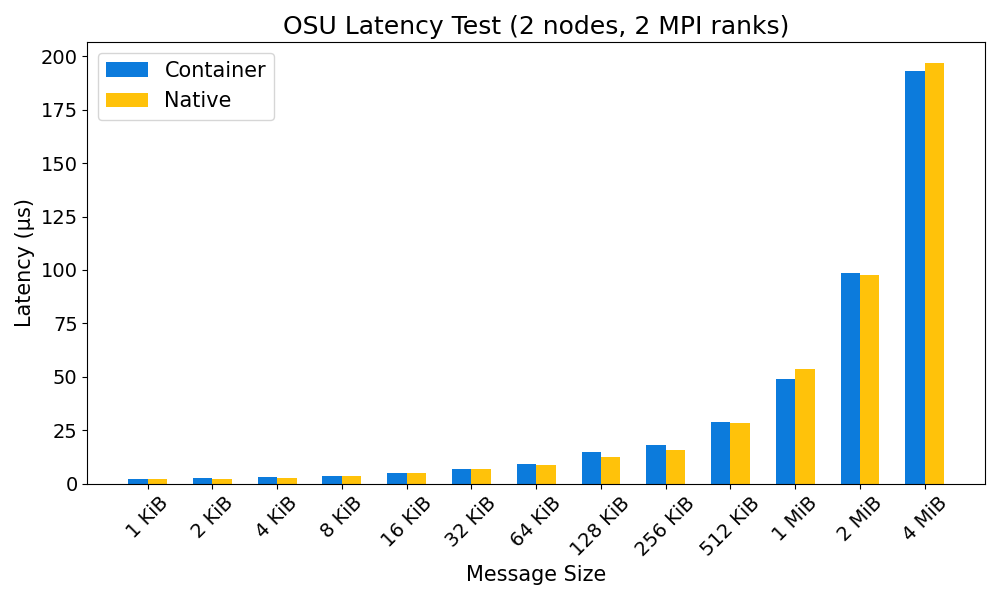 OSU Latency Test (2 nodes, 2 MPI ranks)
Container
Native
Latency (µs)
200
175
150
125
100
75
50
25
0
1 KiB
2 KiB
4 KiB
8 KiB
16 KiB
32 KiB
64 KiB
128 KiB
256 KiB
512 KiB
1 MiB
2 MiB
4 MiB
Message Size